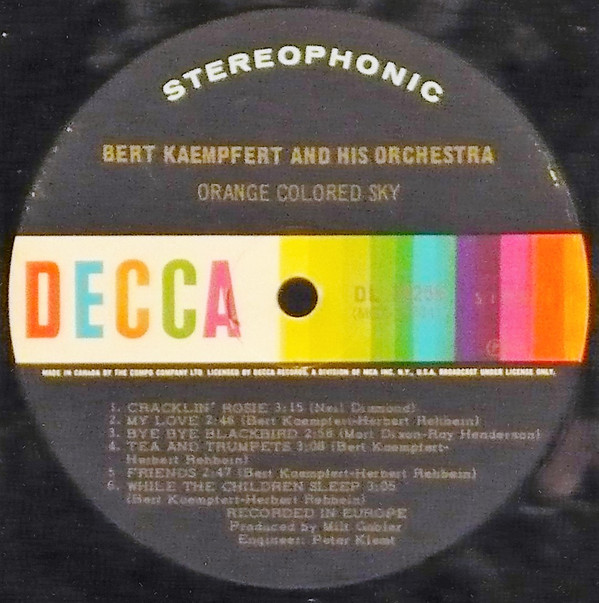 STEREOPHONIC
BERT KAEMPFERT AND HIS ORCHESTRA
ORANGE COLORED SKY
DECCA
DL
MADE IN CANADA BY THE COMPO COMPANY LTD. LICENSED BY DECCA RECORDS, A DIVISION OF MCA INC. N.Y., U.S.A. BROADCAST UNDER LICENSE ONLY.
1. CRACKLIN' ROSIE 3:15 (Neil Diamond)
2. MY LOVE 2:46 (Bert Kaempfert-Herbert Rehbein)
3. BYE BYE BLACKBIRD 2:56 (Mort Dixon-Ray Henderson)
4. TEA AND TRUMPETS 3:08 (Bert Kaempfert-
Herbert Rehbein)
5. FRIENDS 2:47 (Bert Kaempfert-Herbert Rehbein)
6. WHILE THE CHILDREN SLEEP 3:05
(Bert Kaempfert-Herbert Rehbein)
RECORDED IN EUROPE
Produced by Milt Gabler
Engineer: Peter Klemt